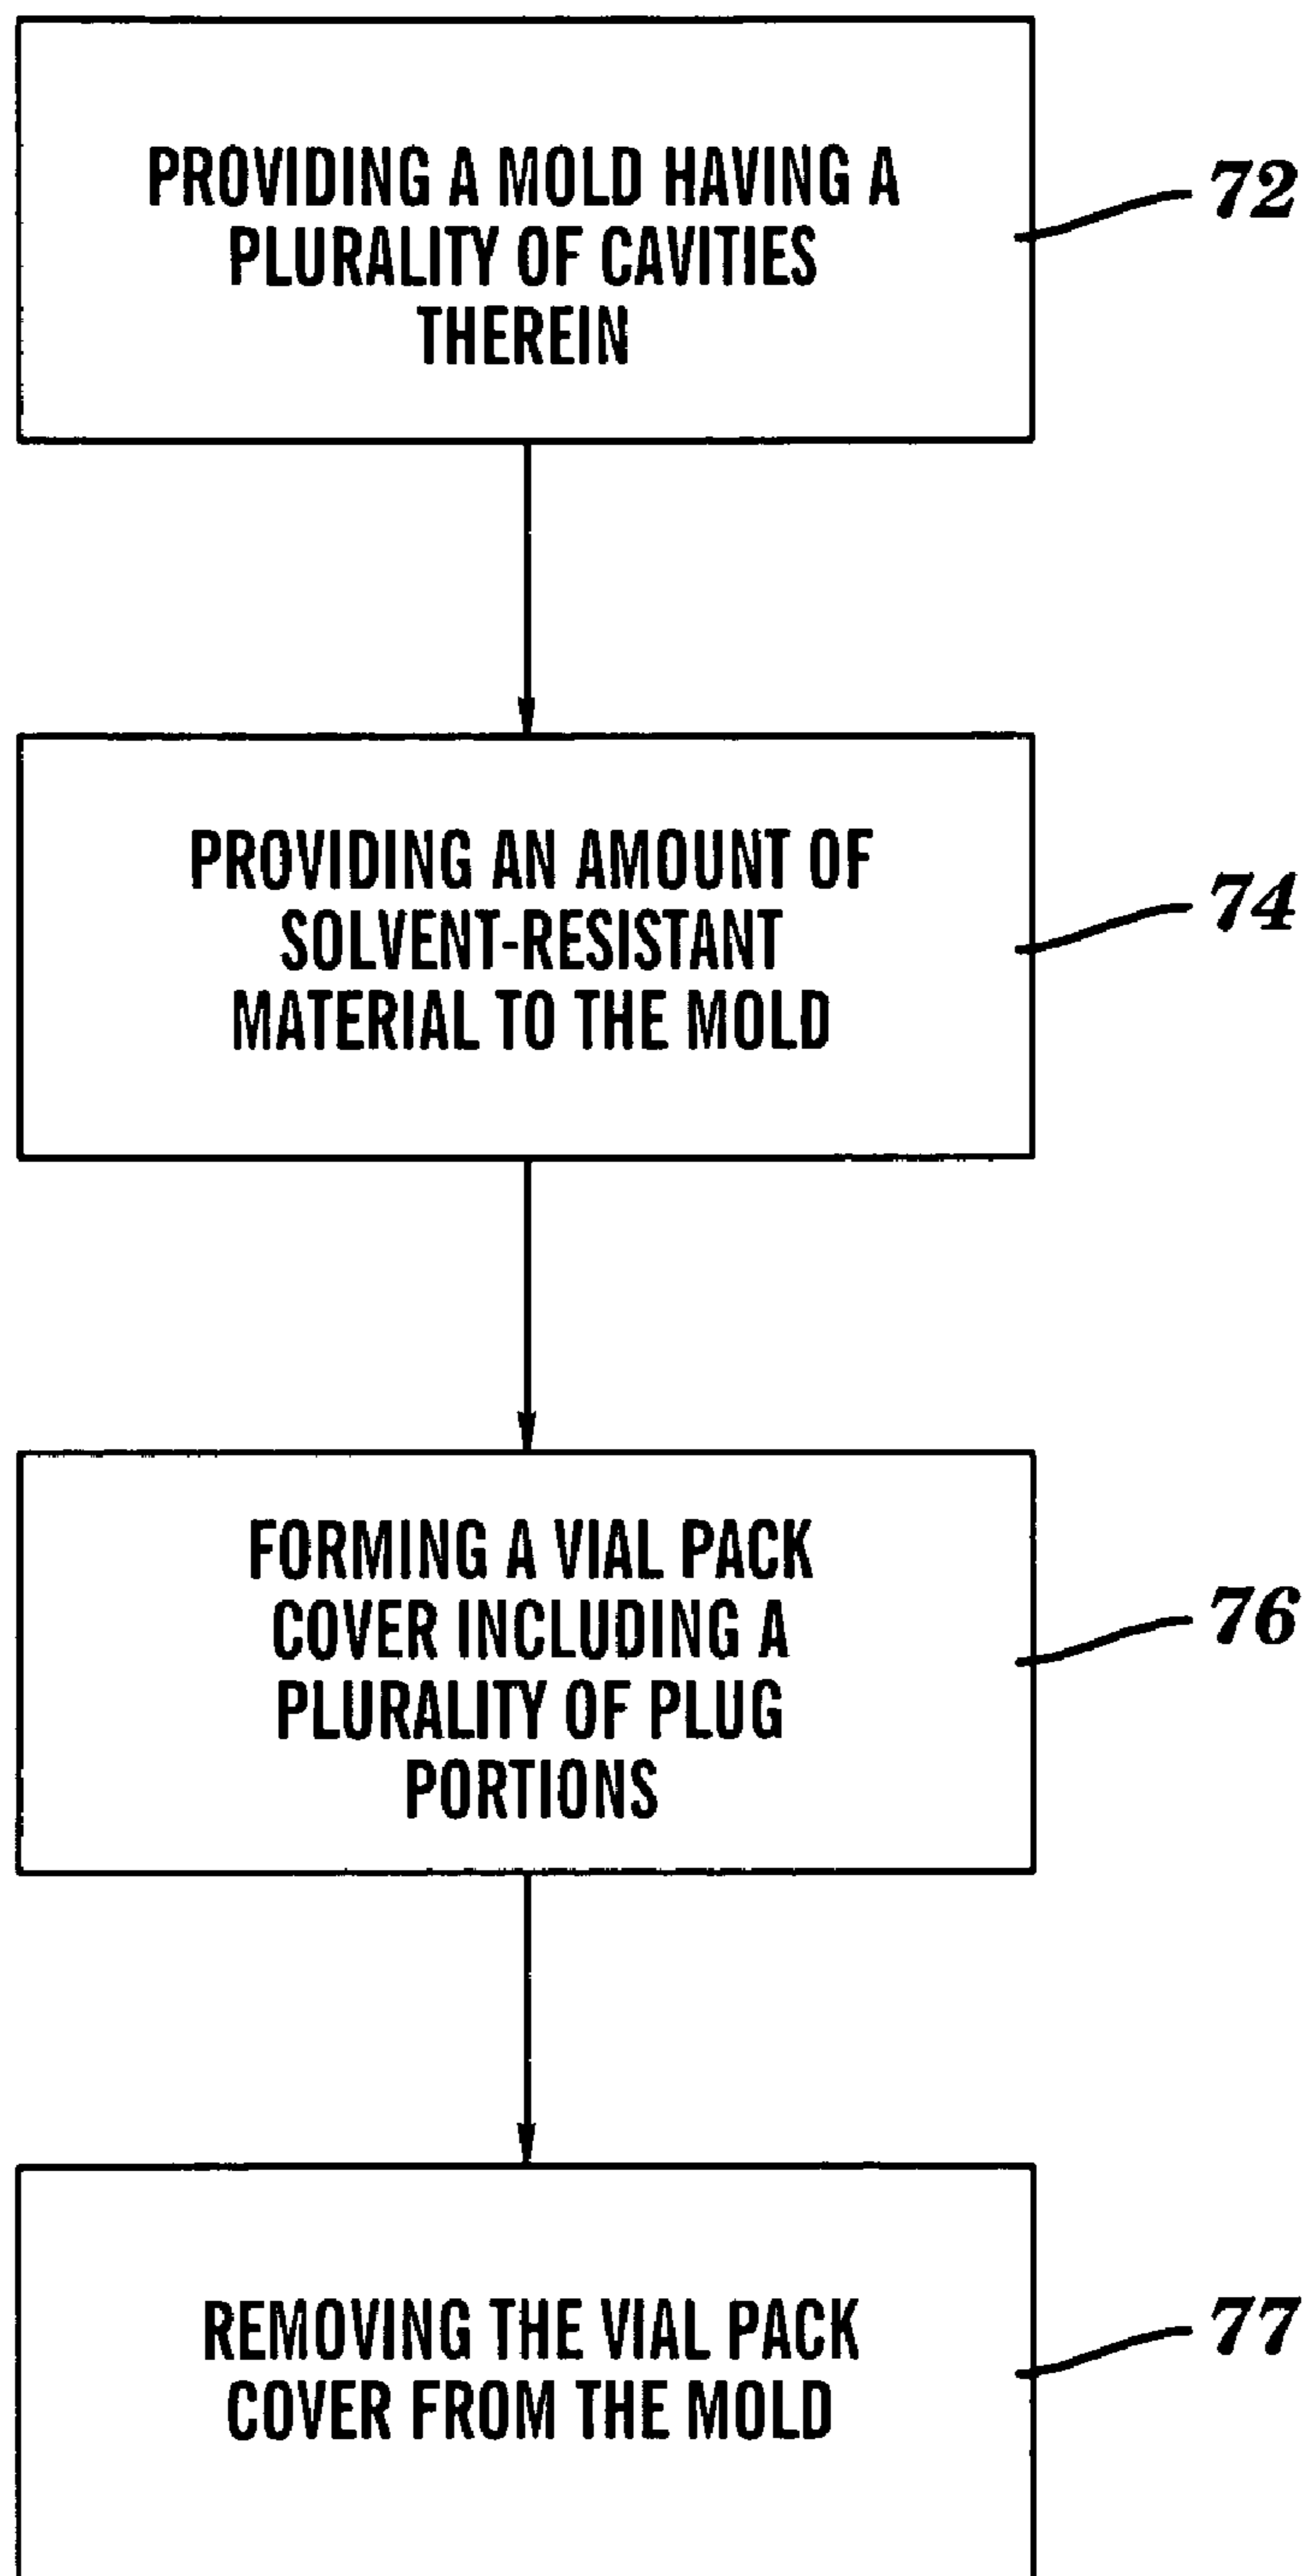 PROVIDING A MOLD HAVING A
PLURALITY OF CAVITIES
THEREIN
72
PROVIDING AN AMOUNT OF
SOLVENT-RESISTANT
MATERIAL TO THE MOLD
74
FORMING A VIAL PACK
COVER INCLUDING A
PLURALITY OF PLUG
PORTIONS
76
REMOVING THE VIAL PACK
COVER FROM THE MOLD
77